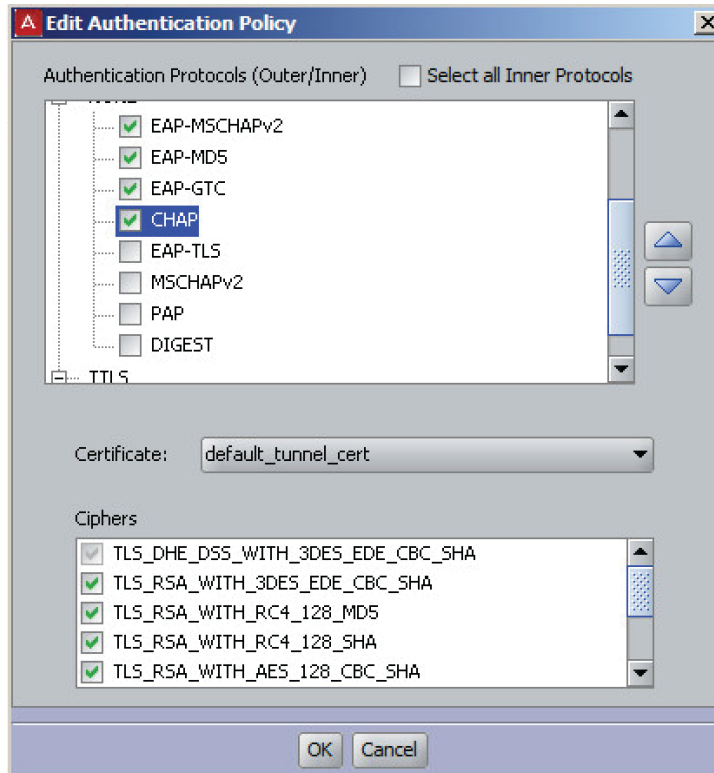 A Edit Authentication Policy
Authentication Protocols (Outer/Inner) Select all Inner Protocols
EAP-MSCHAPv2
EAP-MD5
EAP-GTC
CHAP
EAP-TLS
MSCHAPv2
PAP
DIGEST
TTLS
Certificate: default_tunnel_cert
Ciphers
TLS_DHE_DSS_WITH_3DES_EDE_CBC_SHA
TLS_RSA_WITH_3DES_EDE_CBC_SHA
TLS_RSA_WITH_RC4_128_MD5
TLS_RSA_WITH_RC4_128_SHA
TLS_RSA_WITH_AES_128_CBC_SHA
OK Cancel